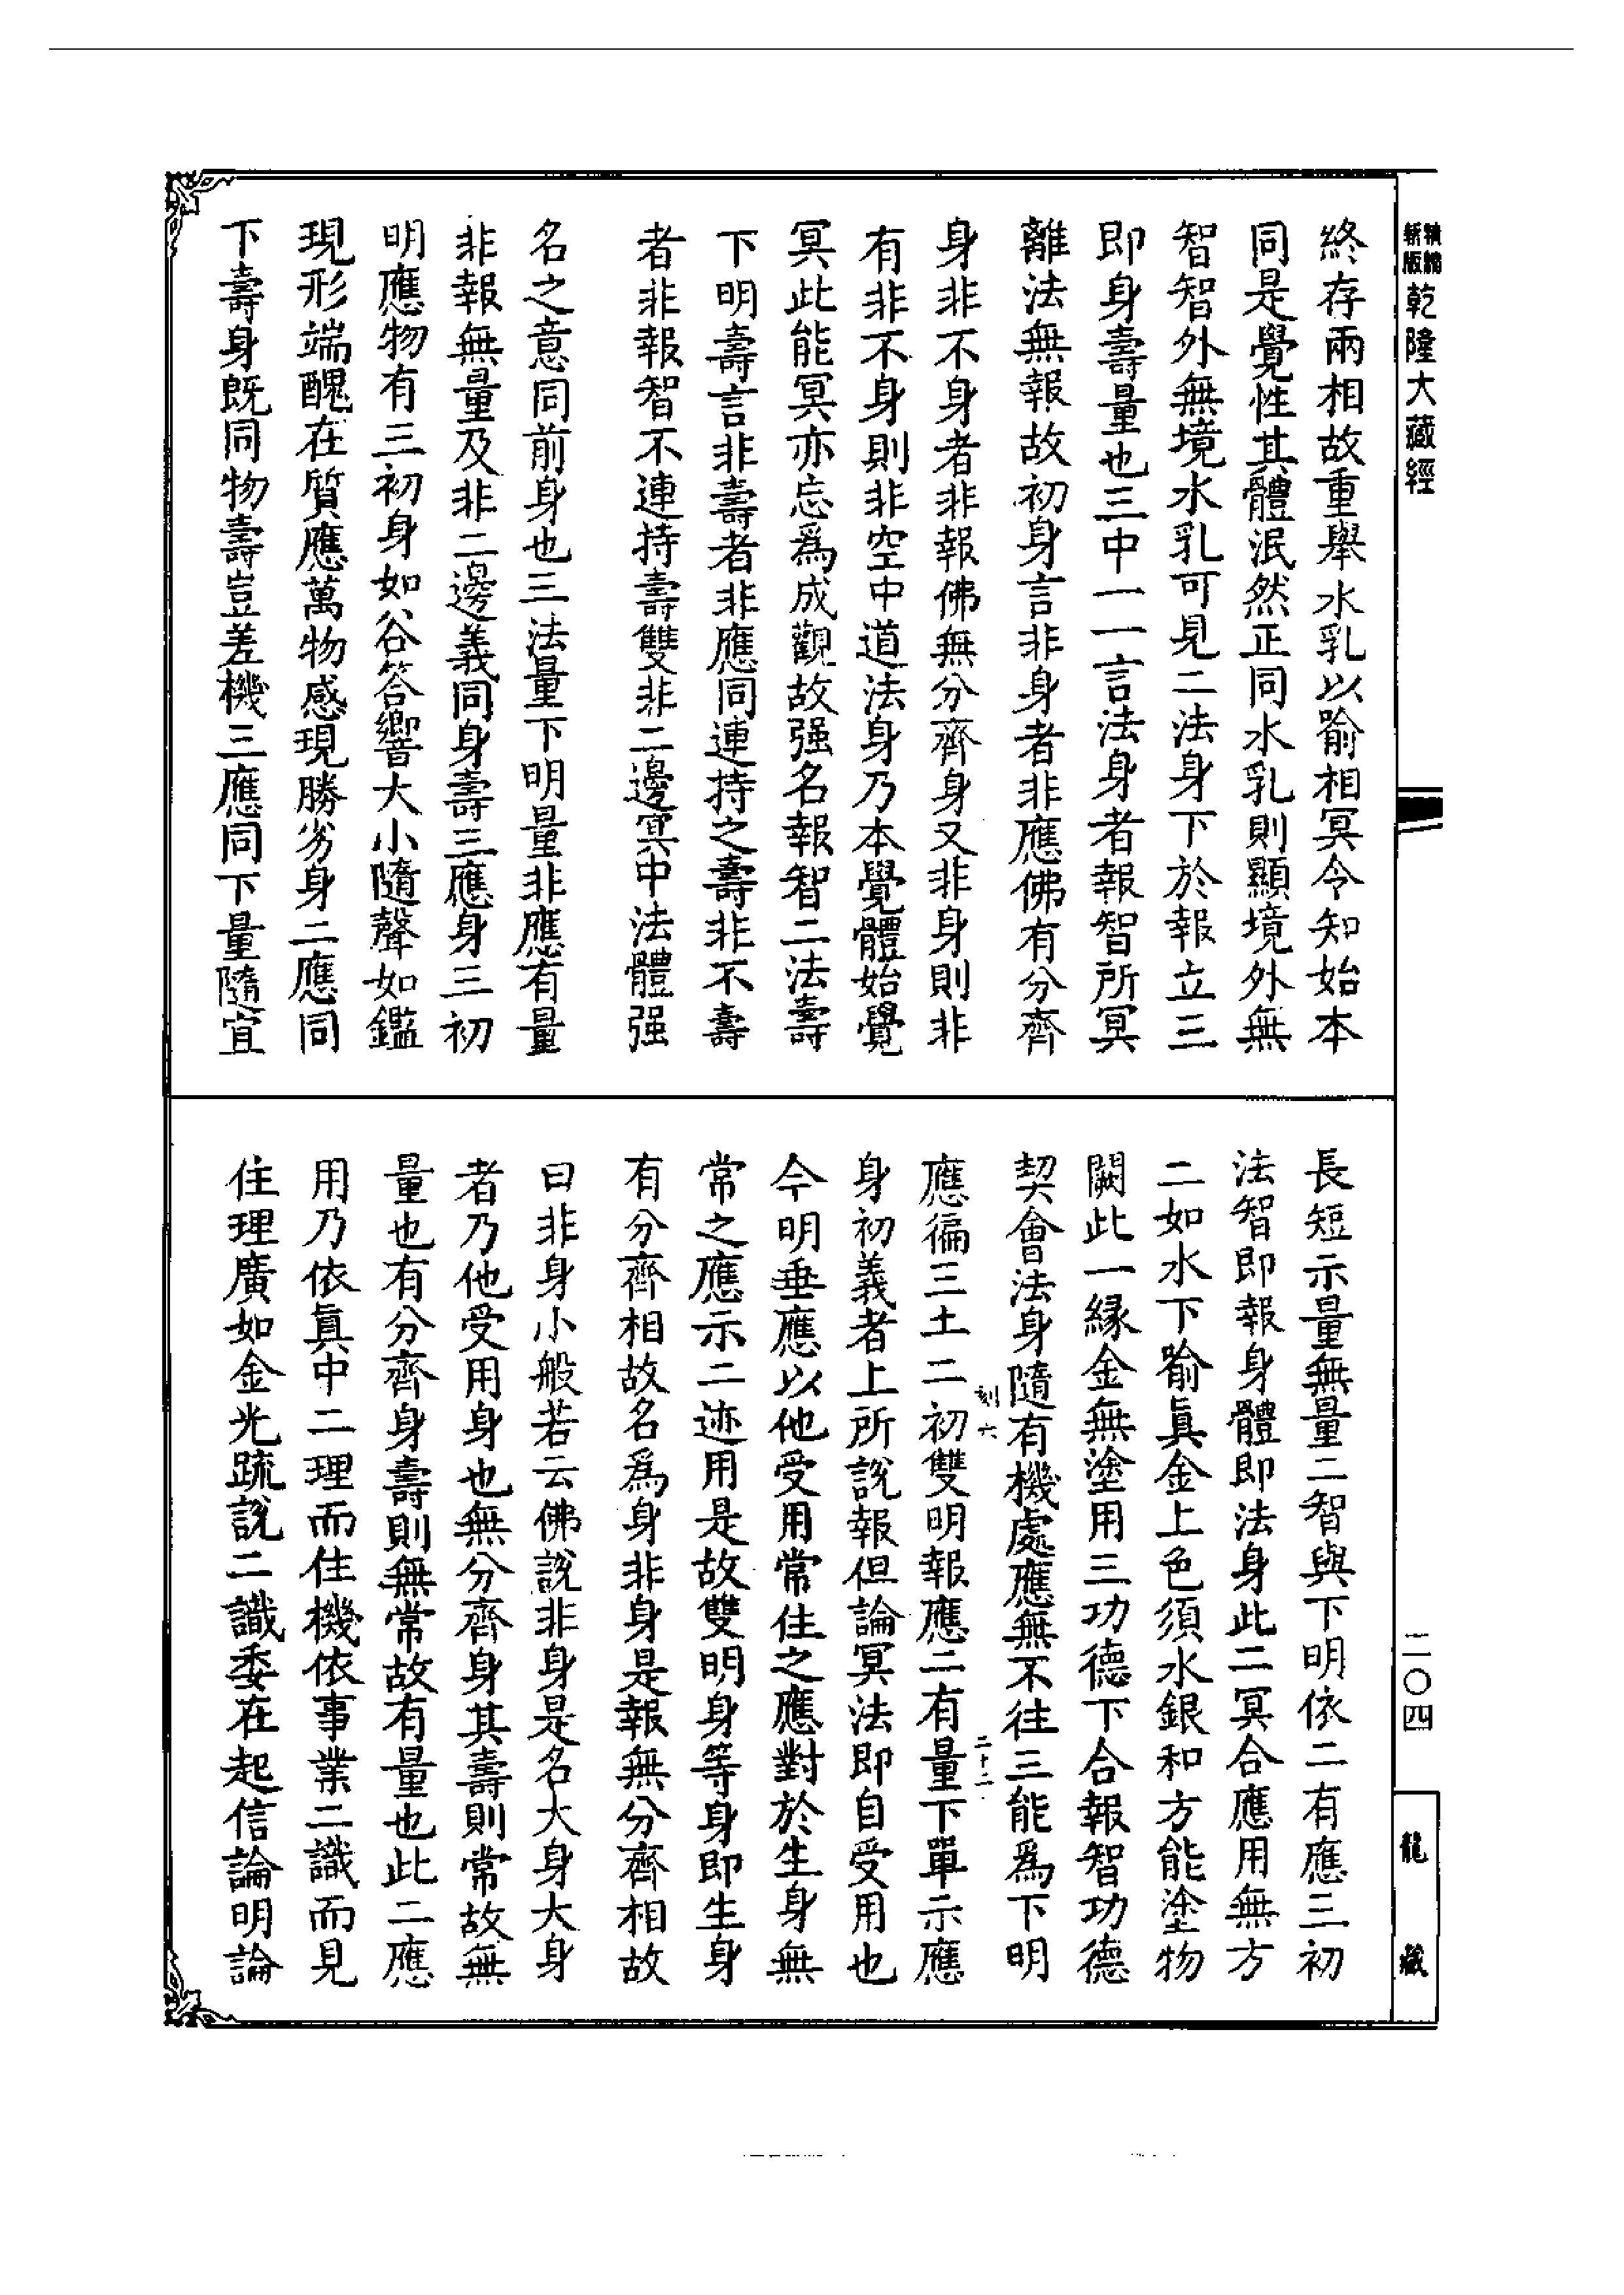 精縮新版乾隆大藏經
二〇四
龍藏
終存兩相故重舉水乳以喻相冥令知始本
同是覺性其體泯然正同水乳則顯境外無
智智外無境水乳可見二法身下於報立三
即身壽量也三中一一言法身者報智所冥
離法無報故初身言非身者非應佛有分齊
身非不身者非報佛無分齊身又非身則非
有非不身則非空中道法身乃本覺體始覺
冥此能冥亦忘爲成觀故强名報智二法壽
下明壽言非壽者非應同連持之壽非不壽
者非報智不連持壽雙非二邊冥中法體强
名之意同前身也三法量下明量非應有量
非報無量及非二邊義同身壽三應身三初
明應物有三初身如谷答響大小隨聲如鑑
現形端醜在質應萬物感現勝劣身二應同
下壽身既同物壽豈差機三應同下量隨宜
長短示量無量二智與下明依二有應三初
法智即報身體即法身此二冥合應用無方
二如水下喻眞金上色須水銀和方能塗物
闕此一緣金無塗用三功德下合報智功德
契會法身隨有機處應無不往三能爲下明
刻六
二十二
應徧三土二初雙明報應二有量下單示應
身初義者上所說報但論冥法即自受用也
今明垂應以他受用常住之應對於生身無
常之應示二迹用是故雙明身等身即生身
有分齊相故名爲身非身是報無分齊相故
曰非身小般若云佛說非身是名大身大身
者乃他受用身也無分齊身其壽則常故無
量也有分齊身壽則無常故有量也此二應
用乃依眞中二理而住機依事業二識而見
住理廣如金光疏說二識委在起信論明論